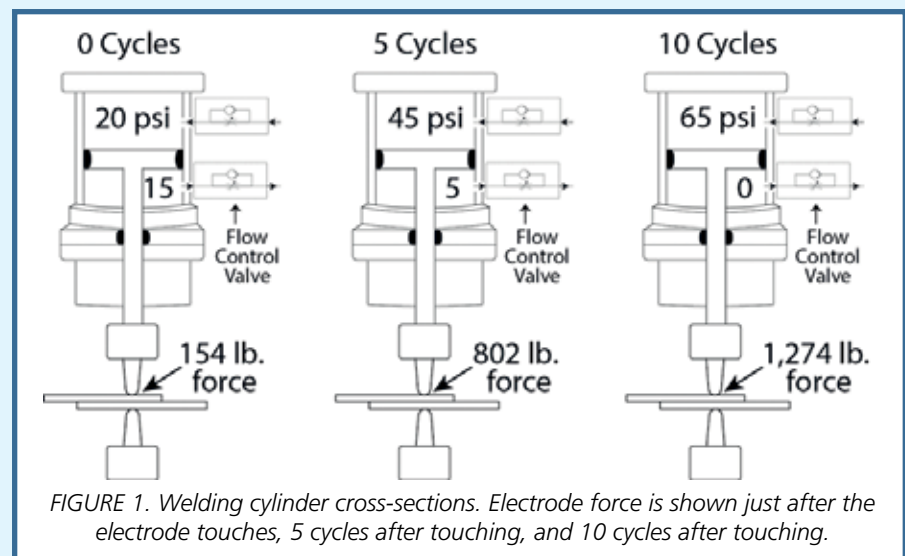 0 Cycles
20 psi
15
Flow
Control
Valve
154 lb.
force
5 Cycles
45 psi
5
Flow
Control
Valve
802 lb.
force
10 Cycles
65 psi
0
Flow
Control
Valve
1,274 lb.
force
FIGURE 1. Welding cylinder cross-sections. Electrode force is shown just after the
electrode touches, 5 cycles after touching, and 10 cycles after touching.